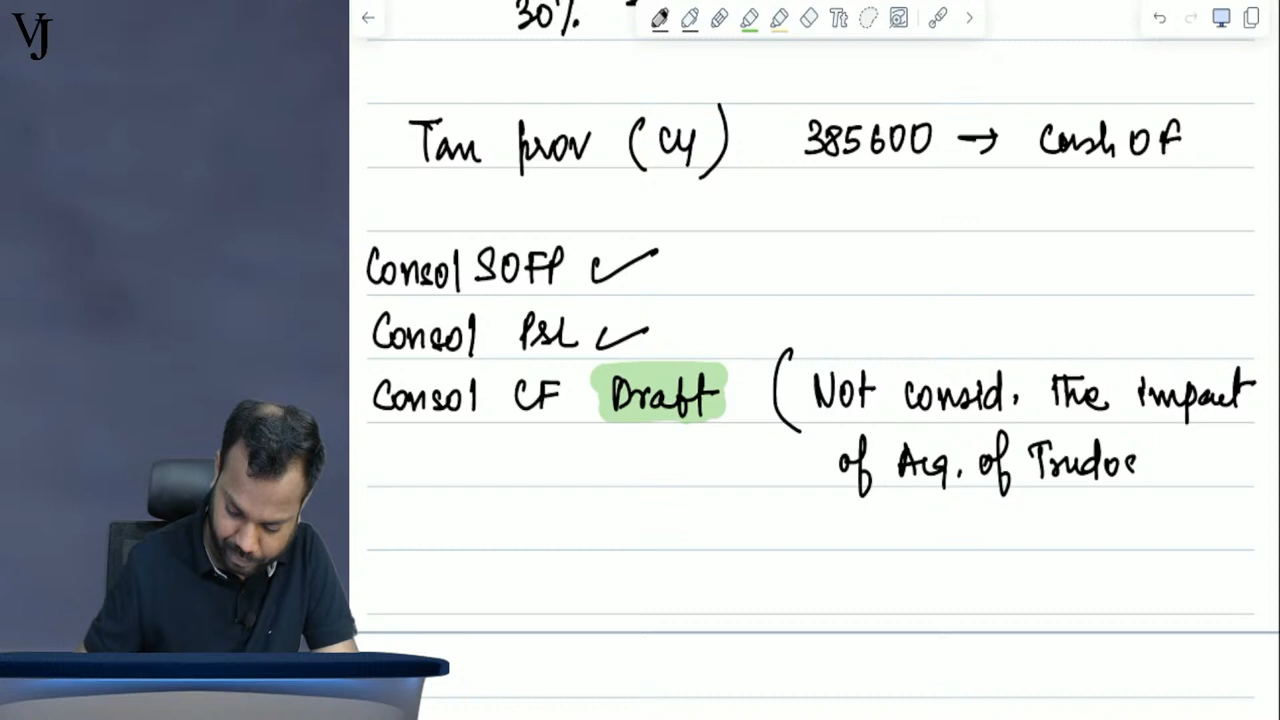 VJ
30%.
Tt
Tax prov (CY) 385600 → Cash OF
Consol SOFP ✓
Consol P&L ✓
Consol CF Draft (Not consid. the impact
of Acq. of Trudoe